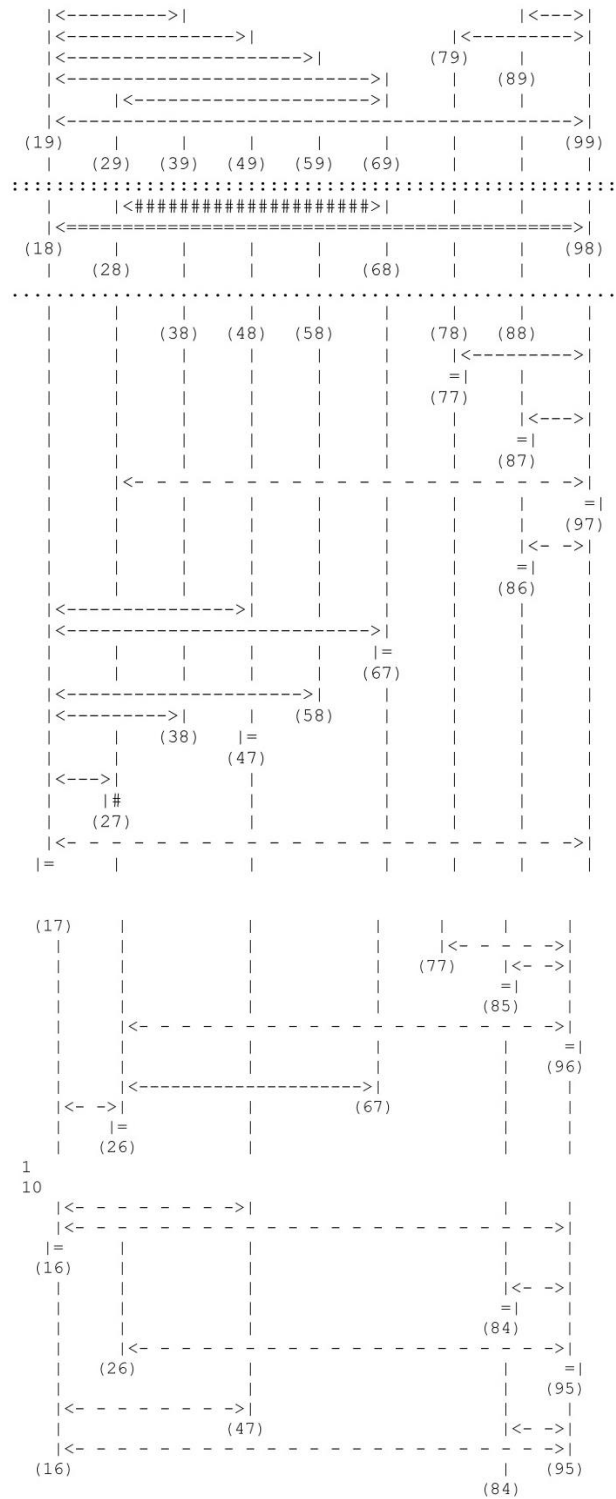 |<--------->| |<--->|
|<--------------->| |<--------->|
|<--------------------->| (79) | |
|<--------------------------->| | (89) |
| |<--------------------->| | | |
|<--------------------------------------------->|
(19) | | | | | | | (99)
| (29) (39) (49) (59) (69) | | |
::::::::::::::::::::::::::::::::::::::::::::::::::::::
| |<#####################>| | | |
|<=============================================>|
(18) | | | | | | | (98)
| (28) | | | (68) | | |
......................................................
| | | | | | | | |
| | (38) (48) (58) | (78) (88) |
| | | | | | |<--------->|
| | | | | | =| | |
| | | | | | (77) | |
| | | | | | | |<--->|
| | | | | | | =| |
| | | | | | | (87) |
| |<- - - - - - - - - - - - - - - - - - - ->|
| | | | | | | | =|
| | | | | | | | (97)
| | | | | | | |<- ->|
| | | | | | | =| |
| | | | | | | (86) |
|<--------------->| | | | | |
|<--------------------------->| | | |
| | | | | |= | | |
| | | | | (67) | | |
|<--------------------->| | | | |
|<--------->| | (58) | | | |
| | (38) |= | | | |
| | (47) | | | |
|<--->| | | | | |
| |# | | | | |
| (27) | | | | |
|<- - - - - - - - - - - - - - - - - - - - - - ->|
|= | | | | | |
(17) | | | | | |
| | | | |<- - - - ->|
| | | | (77) |<- ->|
| | | | =| |
| | | | (85) |
| |<- - - - - - - - - - - - - - - - - - - ->|
| | | | | =|
| | | | | (96)
| |<--------------------->| | |
|<- ->| | (67) | |
| |= | | |
| (26) | | |
1
10
|<- - - - - - - ->| | |
|<- - - - - - - - - - - - - - - - - - - - - - ->|
|= | | | |
(16) | | | |
| | | |<- ->|
| | | =| |
| | | (84) |
| |<- - - - - - - - - - - - - - - - - - - ->|
| (26) | | =|
| | | (95)
|<- - - - - - - ->| | |
| (47) |<- ->|
|<- - - - - - - - - - - - - - - - - - - - - - ->|
(16) | (95)
(84)